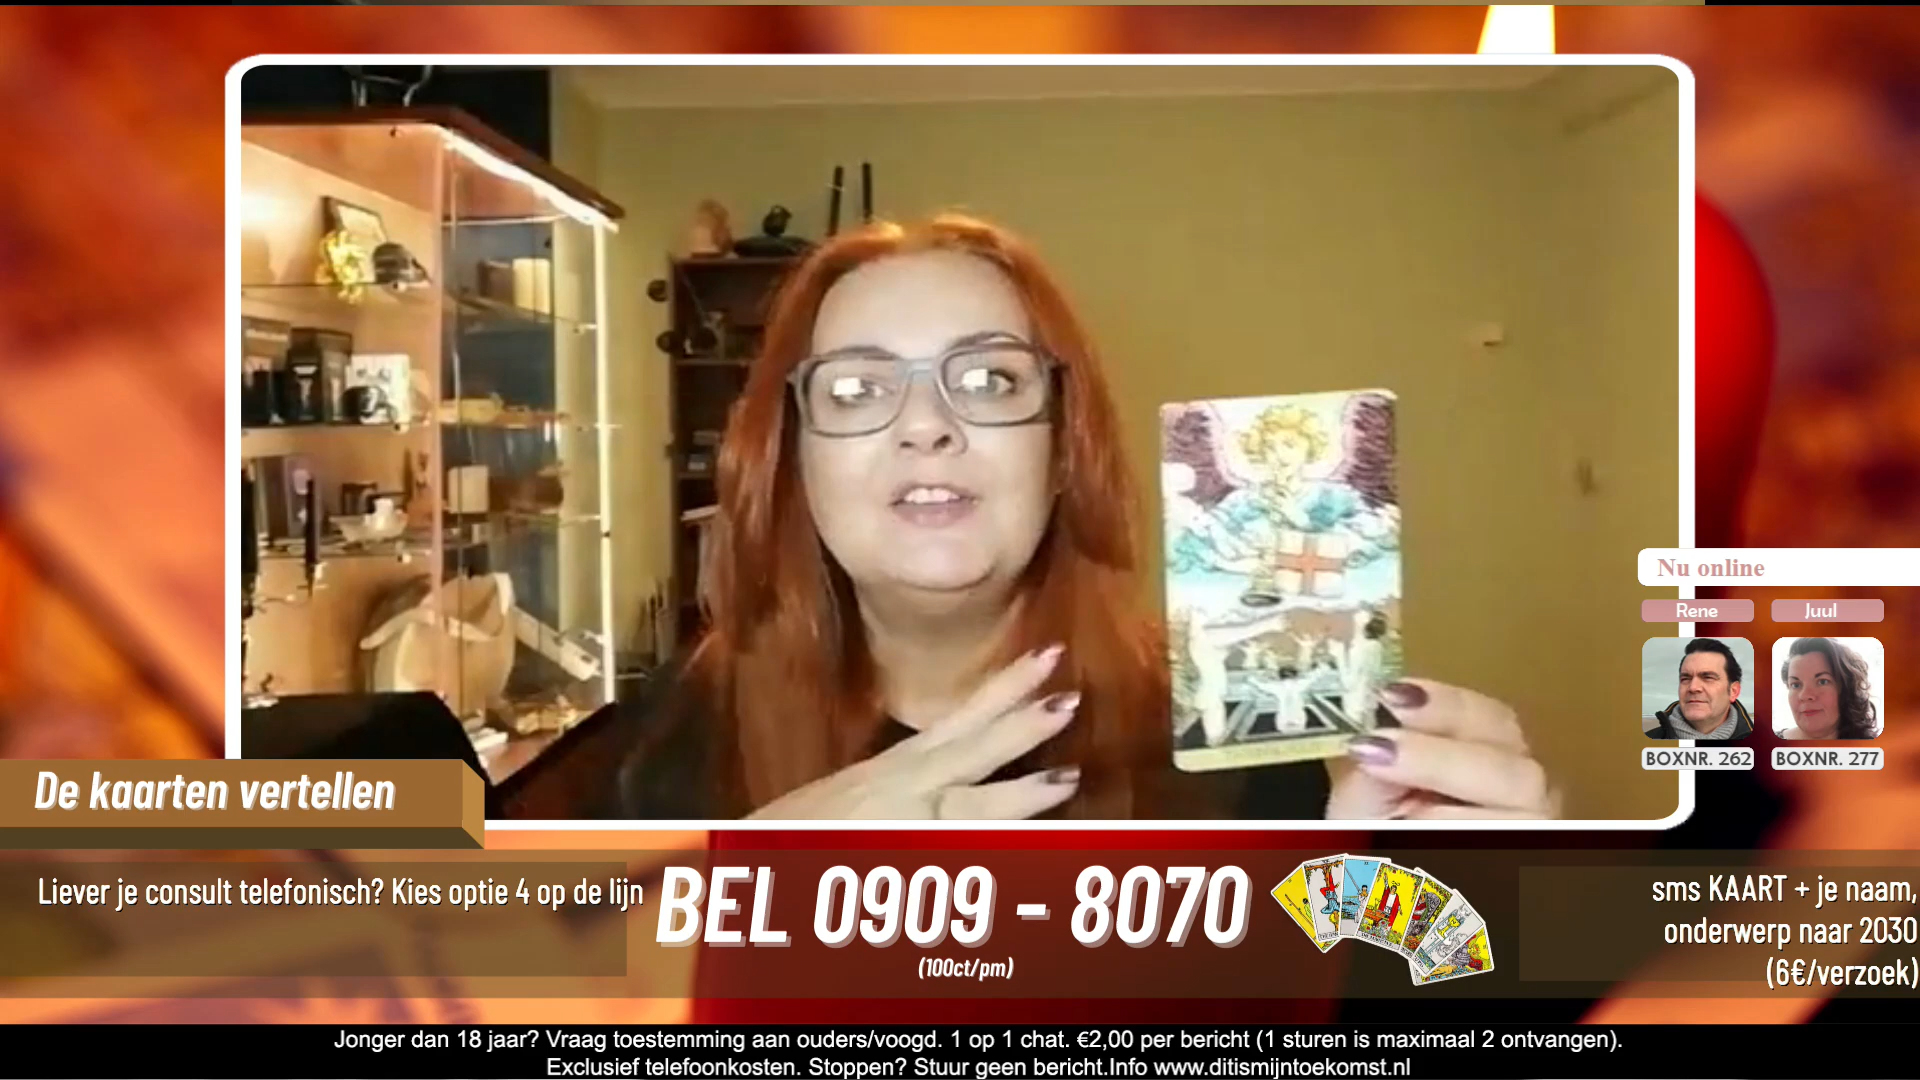 Nu online
Rene
Juul
BOXNR. 262
BOXNR. 277
De kaarten vertellen
Liever je consult telefonisch? Kies optie 4 op de lijn
BEL 0909 - 8070
(100ct/pm)
sms KAART + je naam,
onderwerp naar 2030
(6€/verzoek)
Jonger dan 18 jaar? Vraag toestemming aan ouders/voogd. 1 op 1 chat. €2,00 per bericht (1 sturen is maximaal 2 ontvangen).
Exclusief telefoonkosten. Stoppen? Stuur geen bericht.Info www.ditismijntoekomst.nl